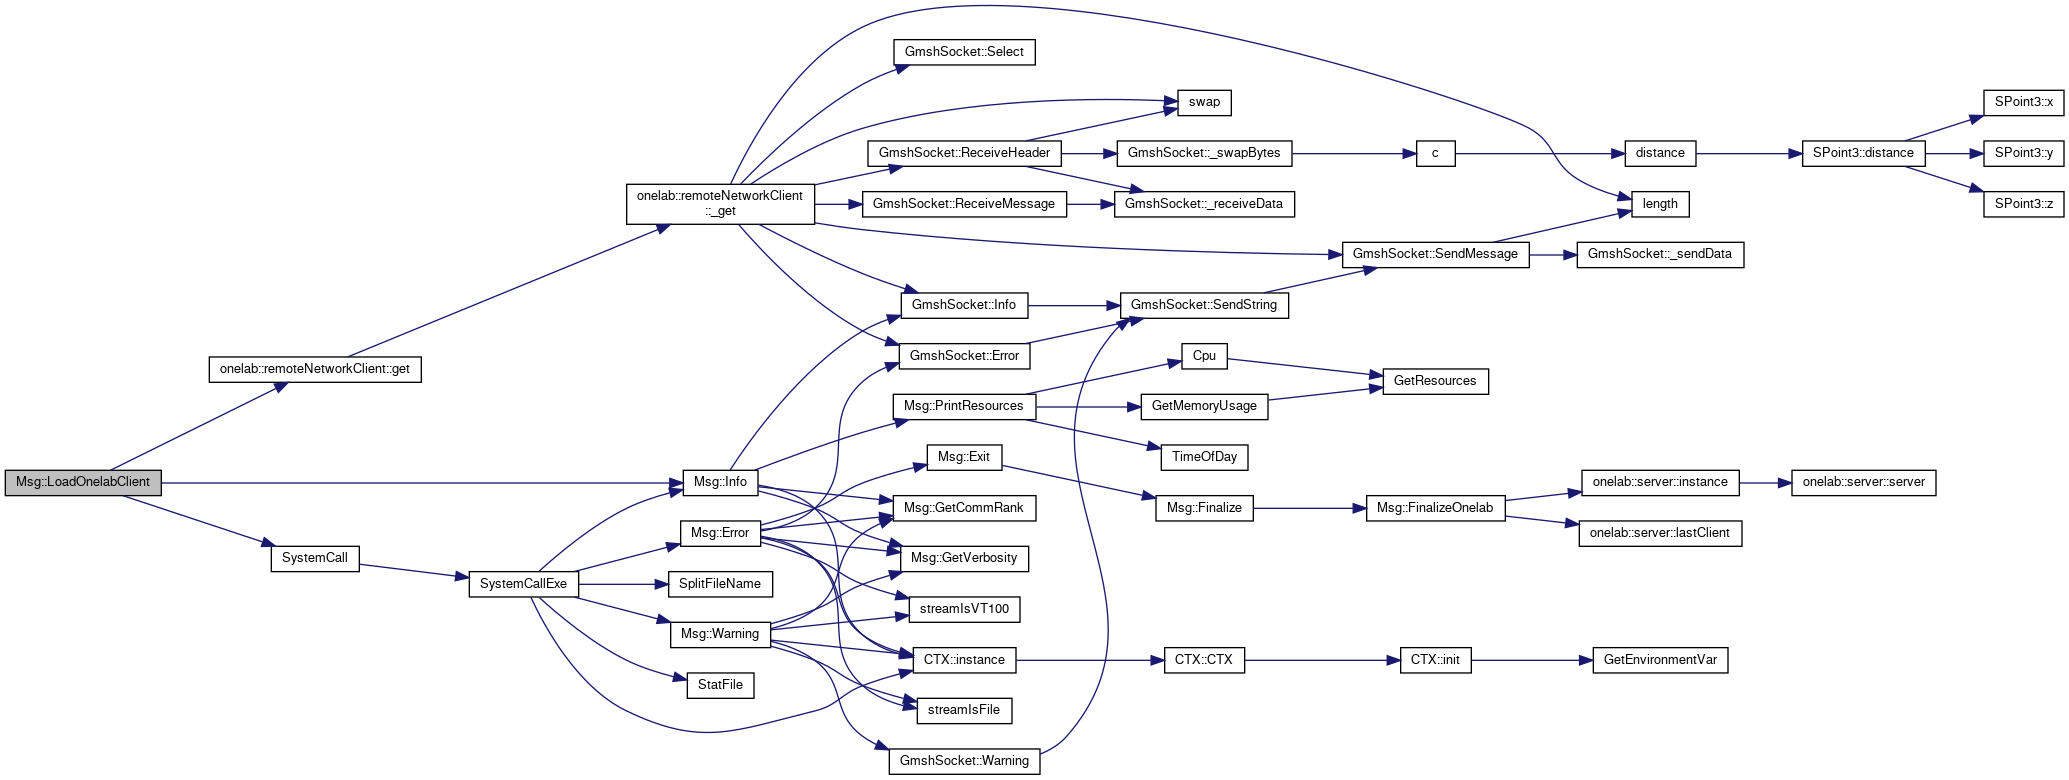 GmshSocket::Select
swap
SPoint3::x
GmshSocket::ReceiveHeader
GmshSocket::_swapBytes
c
distance
SPoint3::distance
SPoint3::y
onelab::remoteNetworkClient
::_get
GmshSocket::ReceiveMessage
GmshSocket::_receiveData
length
SPoint3::z
GmshSocket::SendMessage
GmshSocket::_sendData
GmshSocket::Info
GmshSocket::SendString
GmshSocket::Error
Cpu
onelab::remoteNetworkClient::get
GetResources
Msg::PrintResources
GetMemoryUsage
Msg::Exit
TimeOfDay
Msg::LoadOnelabClient
Msg::Info
onelab::server::instance
onelab::server::server
Msg::GetCommRank
Msg::Finalize
Msg::FinalizeOnelab
Msg::Error
onelab::server::lastClient
SystemCall
Msg::GetVerbosity
SystemCallExe
SplitFileName
streamIsVT100
Msg::Warning
CTX::instance
CTX::CTX
CTX::init
GetEnvironmentVar
StatFile
streamIsFile
GmshSocket::Warning